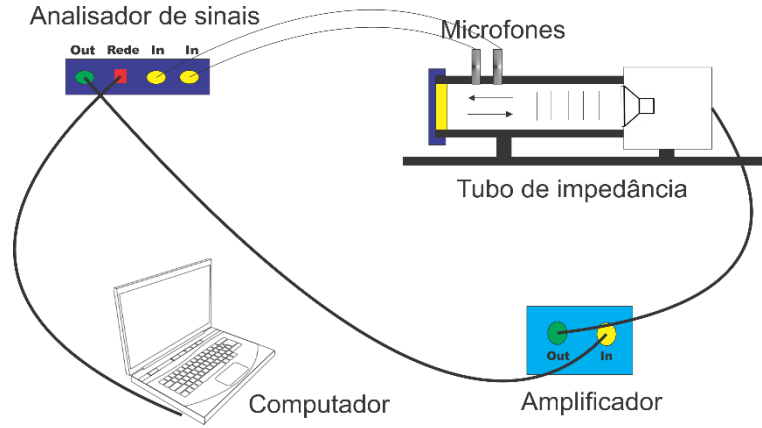 Analisador de sinais
Out Rede In In
Microfones
Tubo de impedância
Out In
Computador
Amplificador